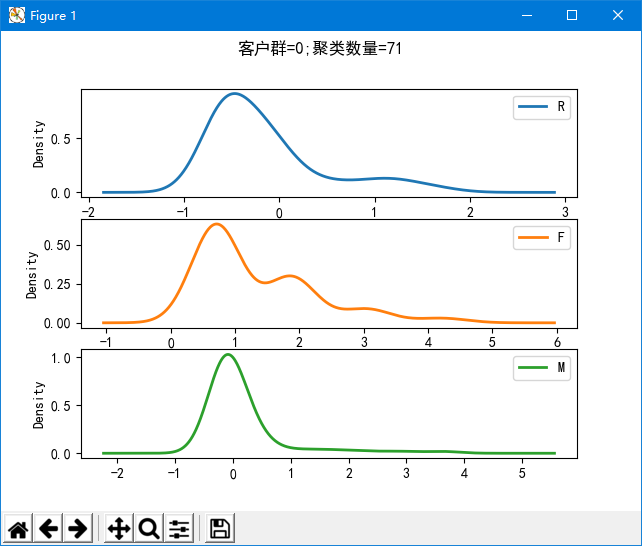 Figure 1
客户群=0;聚类数量=71
Density
0.5
0.0
R
−2 −1 0 1 2 3
Density
0.50
0.25
0.00
F
−1 0 1 2 3 4 5 6
Density
1.0
0.5
0.0
M
−2 −1 0 1 2 3 4 5